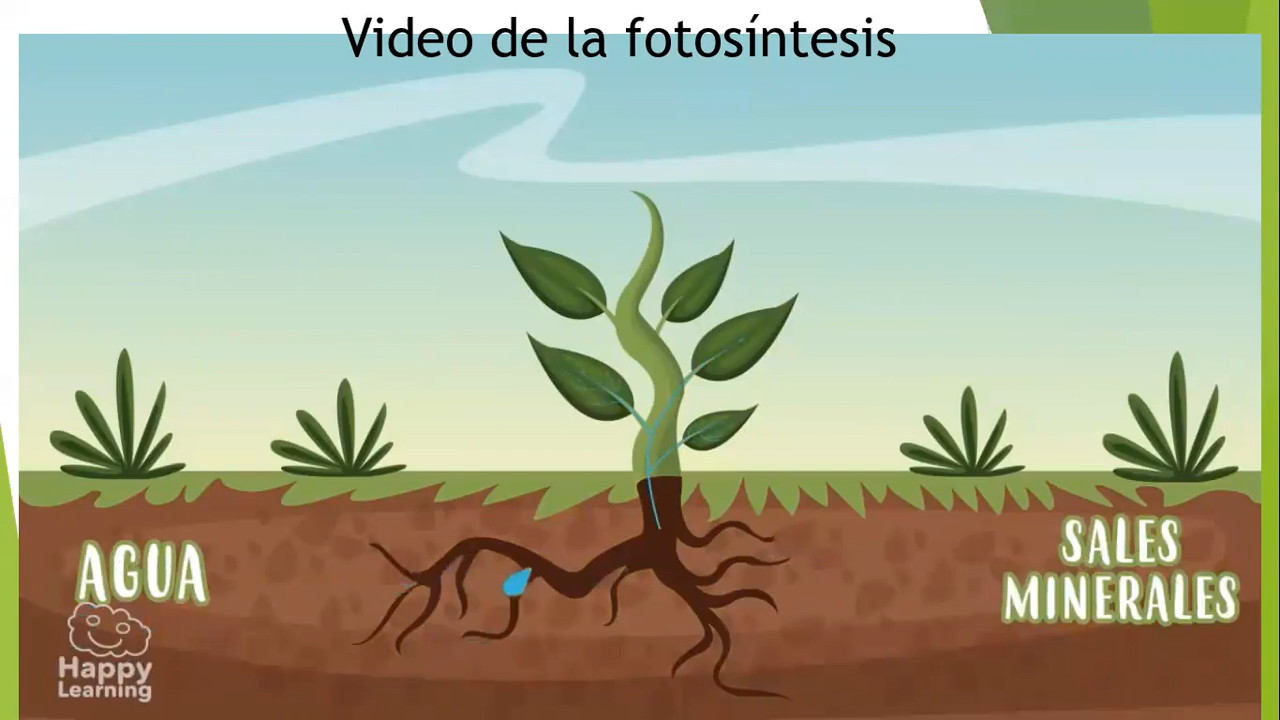 Video de la fotosíntesis
AGUA
SALES
MINERALES
Happy
Learning